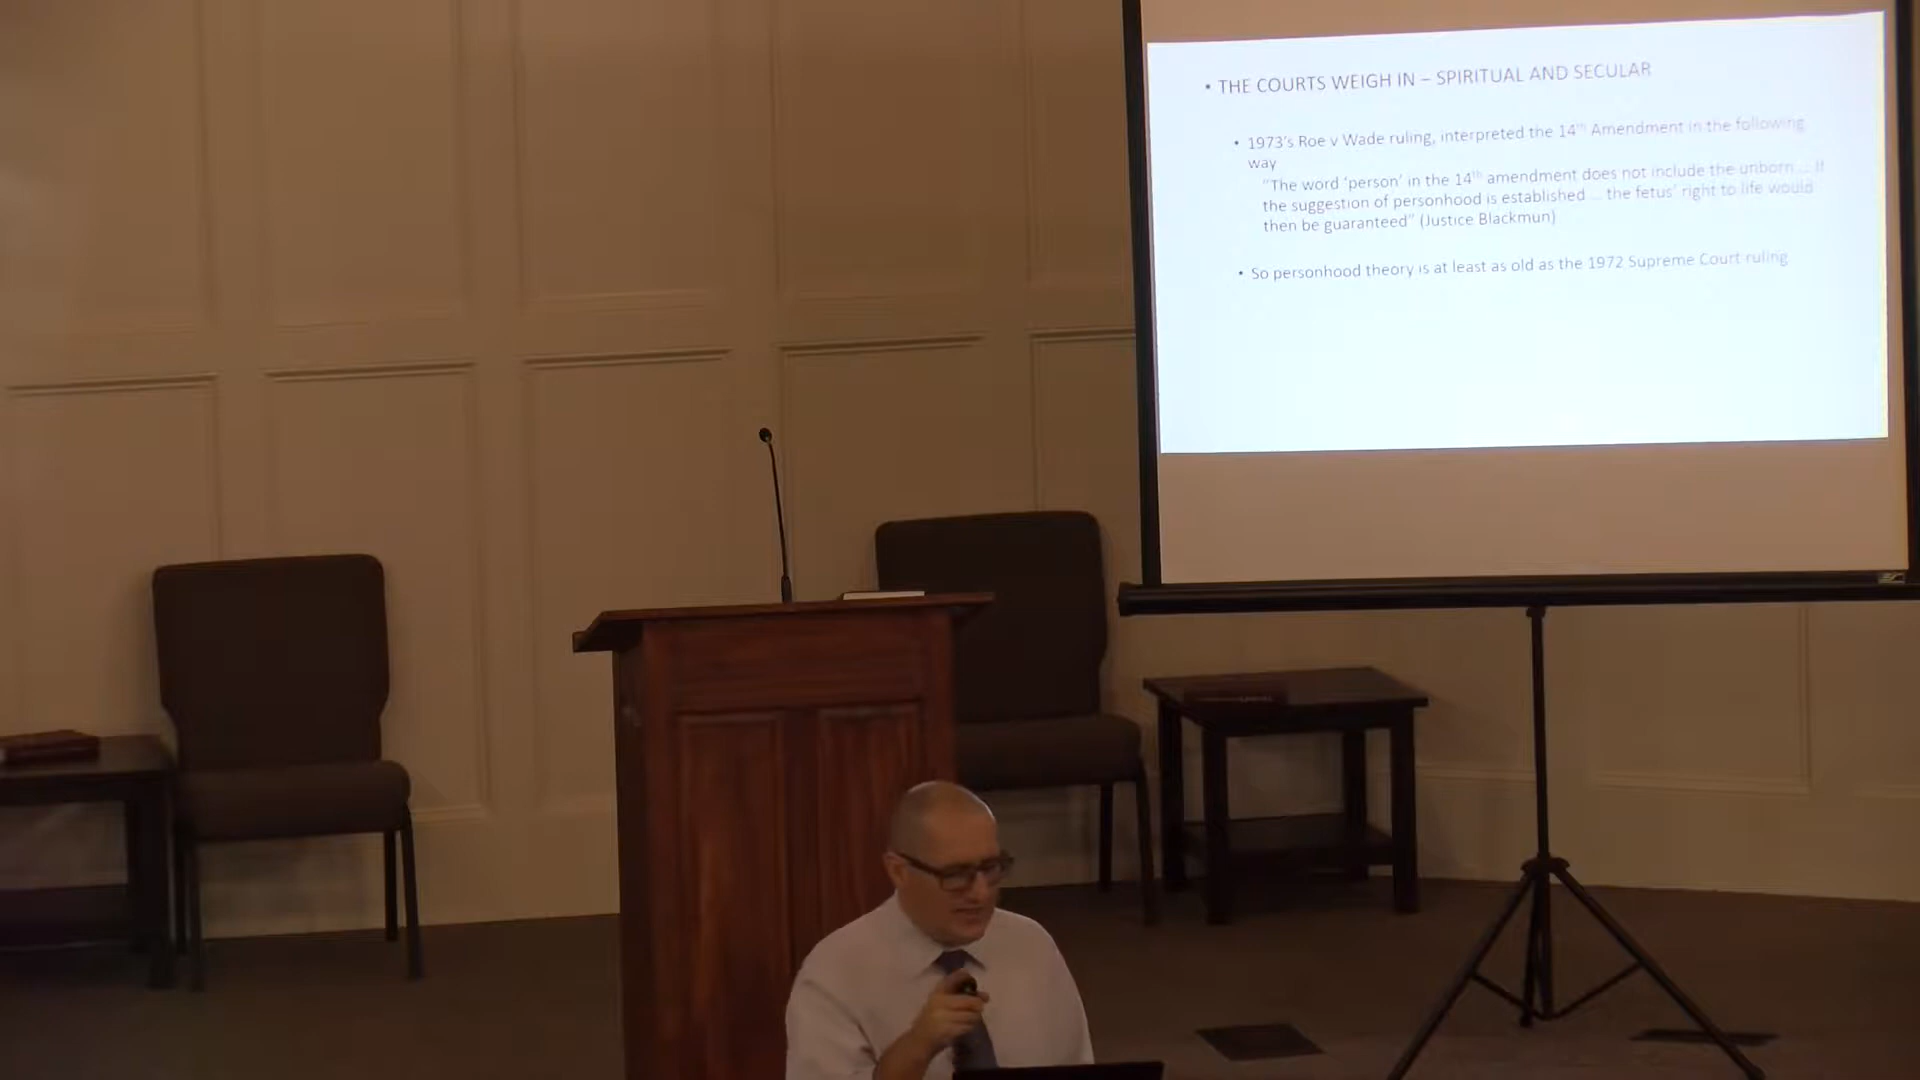 • THE COURTS WEIGH IN – SPIRITUAL AND SECULAR
• 1973's Roe v Wade ruling, interpreted the 14th Amendment in the following
way
"The word 'person' in the 14th amendment does not include the unborn ... If
the suggestion of personhood is established ... the fetus' right to life would
then be guaranteed" (Justice Blackmun)
• So personhood theory is at least as old as the 1972 Supreme Court ruling